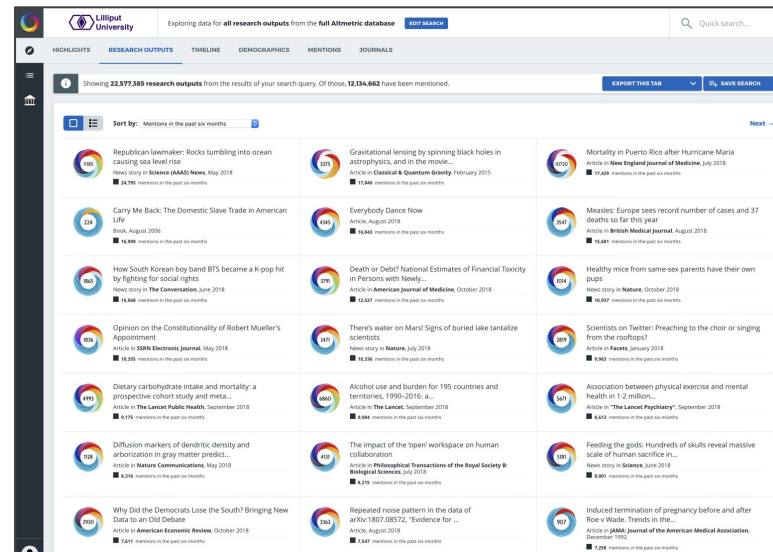 Lilliput
University
Exploring data for all research outputs from the full Altmetric database
EDIT SEARCH
Quick search...
HIGHLIGHTS RESEARCH OUTPUTS TIMELINE DEMOGRAPHICS MENTIONS JOURNALS
Showing 22,577,385 research outputs from the results of your search query. Of those, 12,134,662 have been mentioned.
EXPORT THIS TAB
SAVE SEARCH
Sort by: Mentions in the past six months
Next →
1185
Republican lawmaker: Rocks tumbling into ocean
causing sea level rise
News story in Science (AAAS) News, May 2018
24,795 mentions in the past six months
3375
Gravitational lensing by spinning black holes in
astrophysics, and in the movie...
Article in Classical & Quantum Gravity, February 2015
17,840 mentions in the past six months
10720
Mortality in Puerto Rico after Hurricane Maria
Article in New England Journal of Medicine, July 2018
17,429 mentions in the past six months
224
Carry Me Back: The Domestic Slave Trade in American
Life
Book, August 2006
16,909 mentions in the past six months
4345
Everybody Dance Now
Article, August 2018
16,043 mentions in the past six months
3547
Measles: Europe sees record number of cases and 37
deaths so far this year
Article in British Medical Journal, August 2018
15,681 mentions in the past six months
1865
How South Korean boy band BTS became a K-pop hit
by fighting for social rights
News story in The Conversation, June 2018
15,068 mentions in the past six months
3791
Death or Debt? National Estimates of Financial Toxicity
in Persons with Newly...
Article in American Journal of Medicine, October 2018
12,527 mentions in the past six months
1014
Healthy mice from same-sex parents have their own
pups
News story in Nature, October 2018
10,937 mentions in the past six months
1836
Opinion on the Constitutionality of Robert Mueller's
Appointment
Article in SSRN Electronic Journal, May 2018
10,355 mentions in the past six months
2471
There's water on Mars! Signs of buried lake tantalize
scientists
News story in Nature, July 2018
10,336 mentions in the past six months
2819
Scientists on Twitter: Preaching to the choir or singing
from the rooftops?
Article in Facets, January 2018
9,963 mentions in the past six months
4993
Dietary carbohydrate intake and mortality: a
prospective cohort study and meta...
Article in The Lancet Public Health, September 2018
9,175 mentions in the past six months
6860
Alcohol use and burden for 195 countries and
territories, 1990–2016: a...
Article in The Lancet, September 2018
9,084 mentions in the past six months
5671
Association between physical exercise and mental
health in 1·2 million...
Article in "The Lancet Psychiatry", September 2018
8,613 mentions in the past six months
1128
Diffusion markers of dendritic density and
arborization in gray matter predict...
Article in Nature Communications, May 2018
8,316 mentions in the past six months
4131
The impact of the 'open' workspace on human
collaboration
Article in Philosophical Transactions of the Royal Society B:
Biological Sciences, July 2018
8,215 mentions in the past six months
5181
Feeding the gods: Hundreds of skulls reveal massive
scale of human sacrifice in...
News story in Science, June 2018
8,001 mentions in the past six months
2930
Why Did the Democrats Lose the South? Bringing New
Data to an Old Debate
Article in American Economic Review, October 2018
7,611 mentions in the past six months
3363
Repeated noise pattern in the data of
arXiv:1807.08572, "Evidence for ...
Article, August 2018
7,547 mentions in the past six months
907
Induced termination of pregnancy before and after
Roe v Wade. Trends in the...
Article in JAMA: Journal of the American Medical Association,
December 1992
7,258 mentions in the past six months